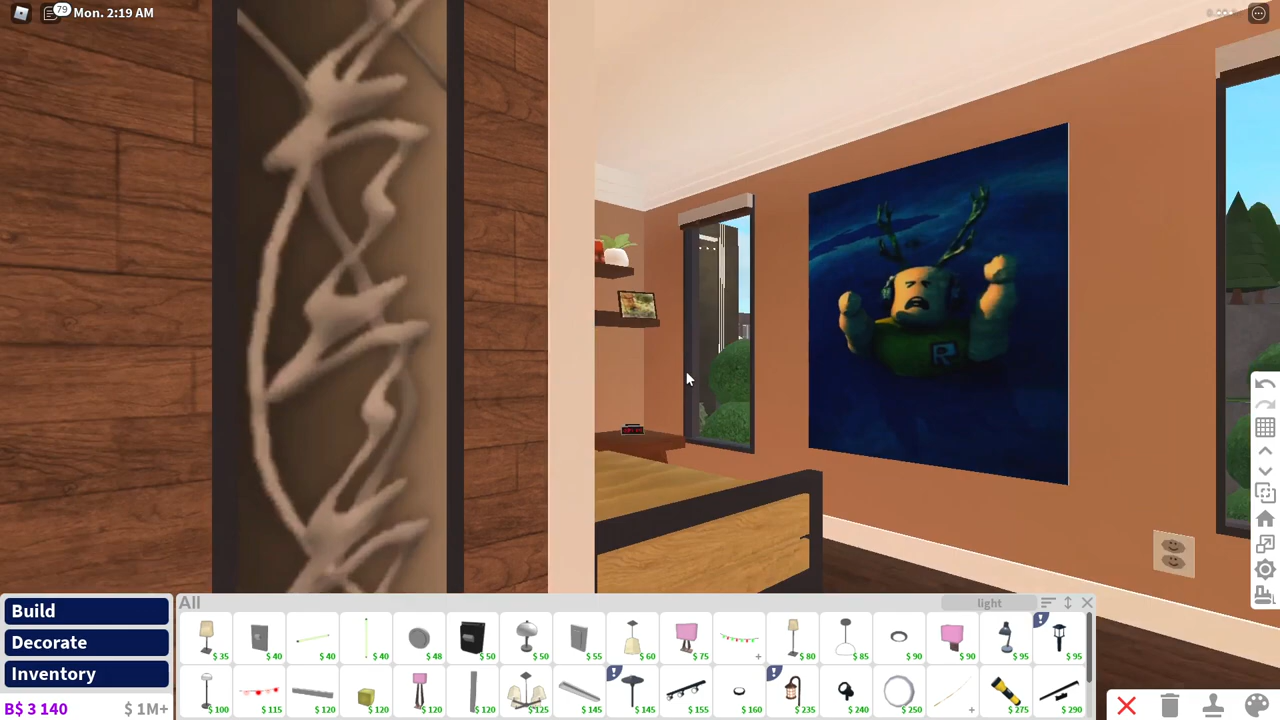 79 Mon. 2:19 AM
R
Build
Decorate
Inventory
B$ 3 140 $ 1M+
All light
$ 35 $ 40 $ 40 $ 40 $ 48 $ 50 $ 50 $ 55 $ 60 $ 75 + $ 80 $ 85 $ 90 $ 90 $ 95 $ 95
$ 100 $ 115 $ 120 $ 120 $ 120 $ 120 $ 125 $ 145 $ 145 $ 155 $ 160 $ 235 $ 240 $ 250 + $ 275 $ 290